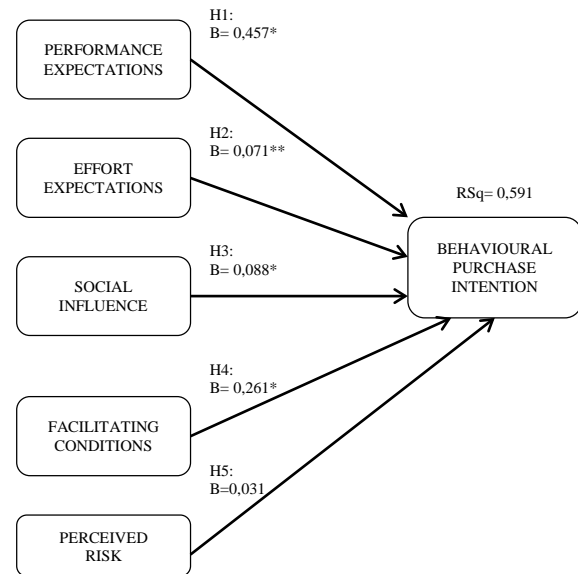 H1:
B= 0,457*
PERFORMANCE
EXPECTATIONS
H2:
B= 0,071**
EFFORT
EXPECTATIONS
RSq= 0,591
H3:
B= 0,088*
BEHAVIOURAL
PURCHASE
INTENTION
SOCIAL
INFLUENCE
H4:
B= 0,261*
FACILITATING
CONDITIONS
H5:
B=0,031
PERCEIVED
RISK